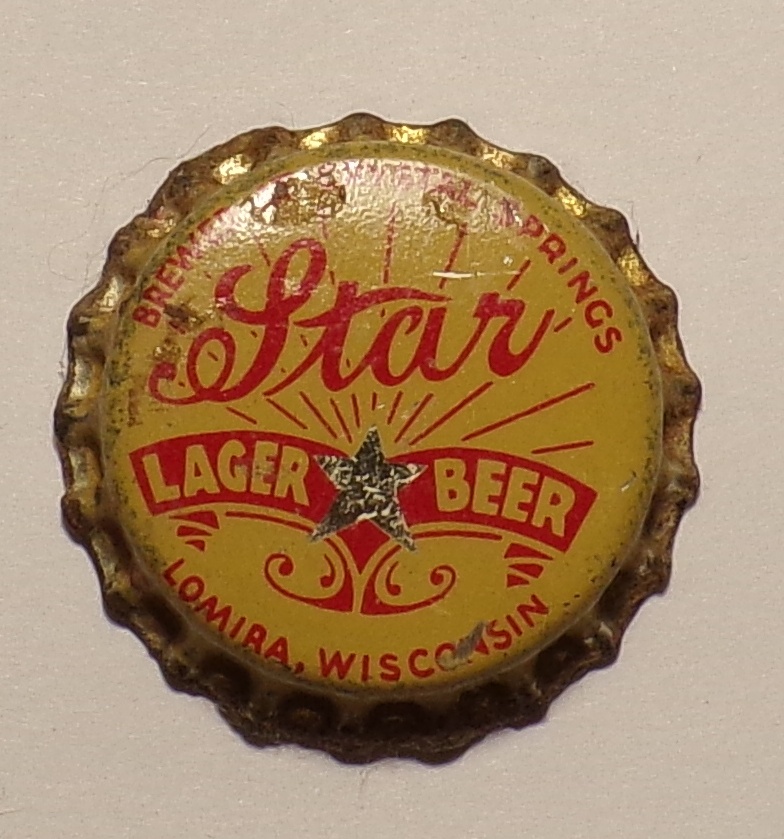 SPRINGS
Star
LAGER BEER
LOMIRA, WISCONSIN